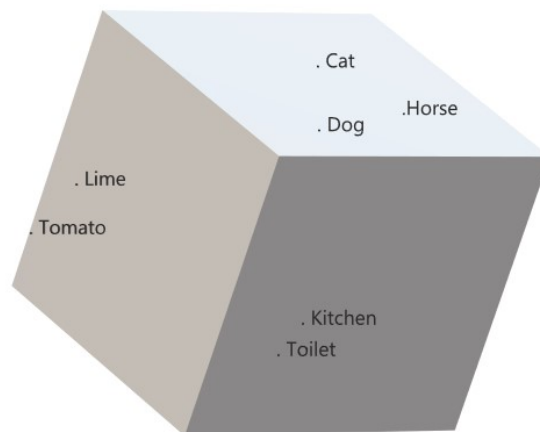 . Cat
.Horse
. Dog
. Lime
. Tomato
. Kitchen
. Toilet